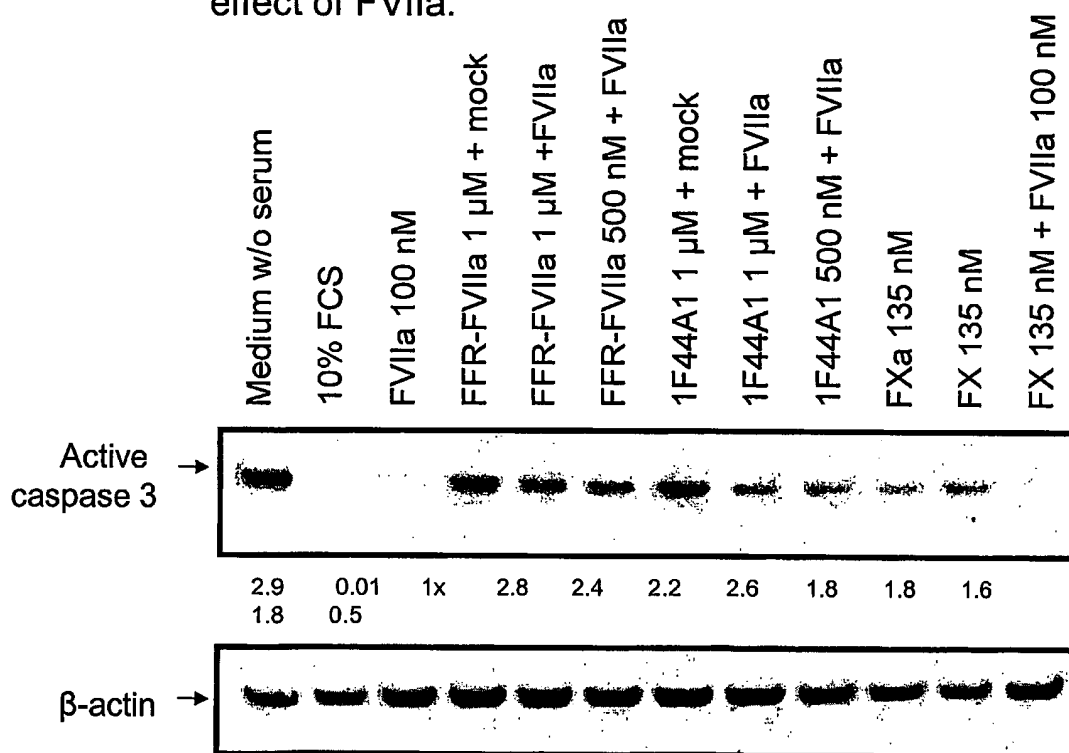 effect of FVIIa.
Medium w/o serum
10% FCS
FVIIa 100 nM
FFR-FVIIa 1 µM + mock
FFR-FVIIa 1 µM +FVIIa
FFR-FVIIa 500 nM + FVIIa
1F44A1 1 µM + mock
1F44A1 1 µM + FVIIa
1F44A1 500 nM + FVIIa
FXa 135 nM
FX 135 nM
FX 135 nM + FVIIa 100 nM
Active
caspase 3
2.9 0.01 1x 2.8 2.4 2.2 2.6 1.8 1.8 1.6
1.8 0.5
β-actin